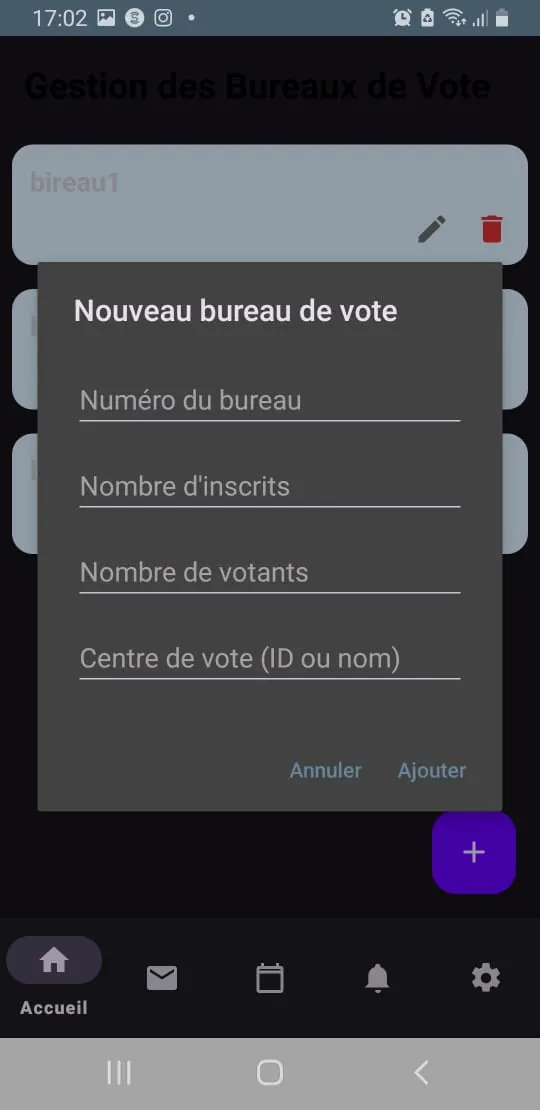 17:02
Gestion des Bureaux de Vote
bireau1
Nouveau bureau de vote
Numéro du bureau
Nombre d'inscrits
Nombre de votants
Centre de vote (ID ou nom)
Annuler Ajouter
Accueil